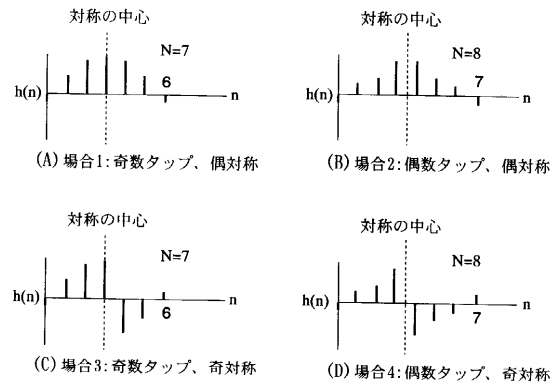 対称の中心
N=7
h(n)
6
n
(A)場合1:奇数タップ、偶対称
対称の中心
N=8
h(n)
7
n
(B)場合2:偶数タップ、偶対称
対称の中心
N=7
h(n)
6
n
(C)場合3:奇数タップ、奇対称
対称の中心
N=8
h(n)
7
n
(D)場合4:偶数タップ、奇対称